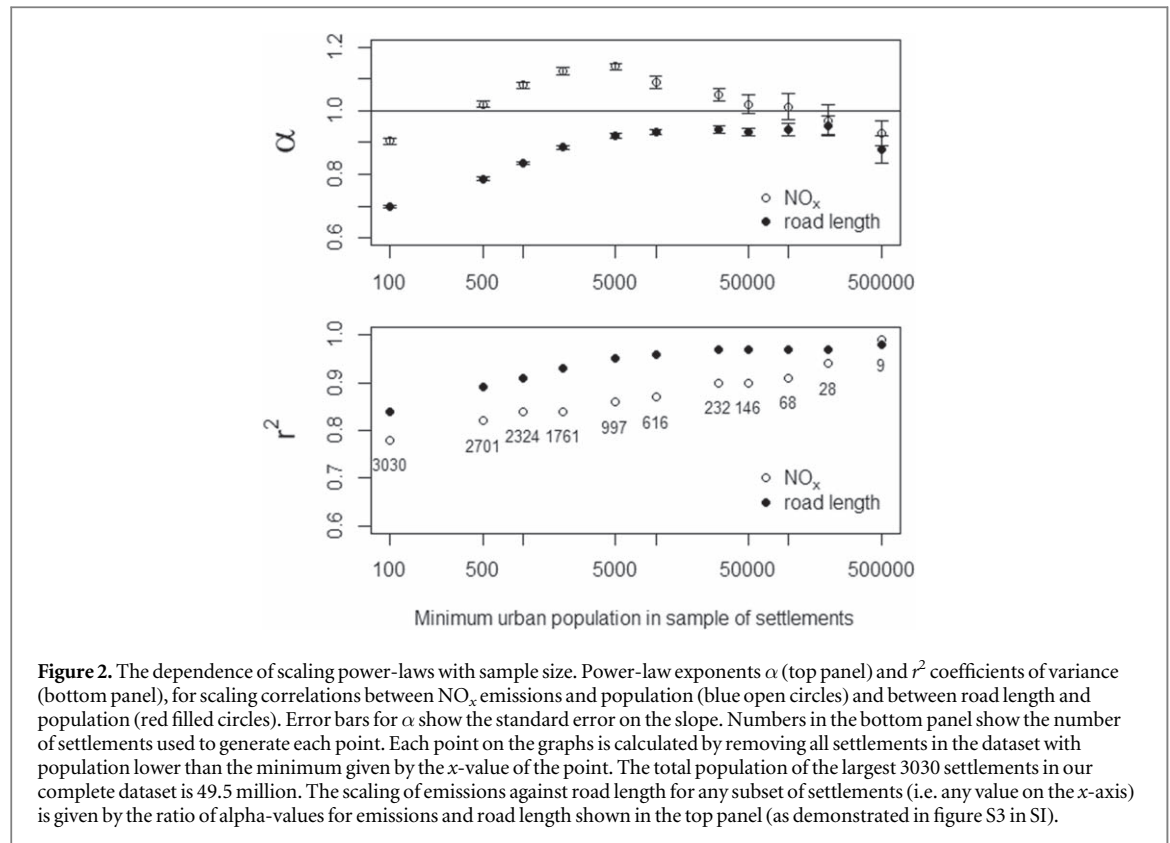 1.2
1.0
0.8
0.6
α
NOx
road length
100 500 5000 50000 500000
1.0
0.9
0.8
0.7
0.6
r2
3030 2701 2324 1761 997 616 232 146 68 28 9
NOx
road length
100 500 5000 50000 500000
Minimum urban population in sample of settlements
Figure 2. The dependence of scaling power-laws with sample size. Power-law exponents α (top panel) and r2 coefficients of variance
(bottom panel), for scaling correlations between NOx emissions and population (blue open circles) and between road length and
population (red filled circles). Error bars for α show the standard error on the slope. Numbers in the bottom panel show the number
of settlements used to generate each point. Each point on the graphs is calculated by removing all settlements in the dataset with
population lower than the minimum given by the x-value of the point. The total population of the largest 3030 settlements in our
complete dataset is 49.5 million. The scaling of emissions against road length for any subset of settlements (i.e. any value on the x-axis)
is given by the ratio of alpha-values for emissions and road length shown in the top panel (as demonstrated in figure S3 in SI).